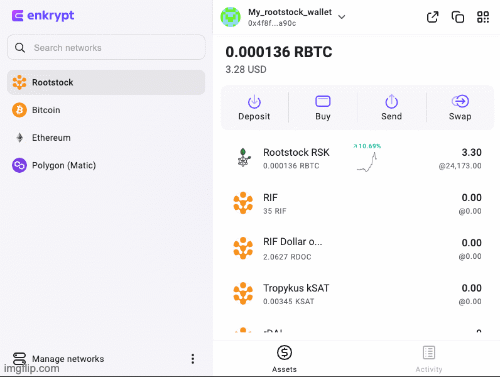 enkrypt
Search networks
Rootstock
Bitcoin
Ethereum
Polygon (Matic)
Manage networks
imgflip.com
My_rootstock_wallet
0x4f8f...a90c
0.000136 RBTC
3.28 USD
Deposit
Buy
Send
Swap
Rootstock RSK
0.000136 RBTC
10.69%
3.30
@24,173.00
RIF
35 RIF
0.00
@0.00
RIF Dollar o...
2.0627 RDOC
0.00
@0.00
Tropykus kSAT
0.00345 KSAT
0.00
@0.00
Assets
Activity